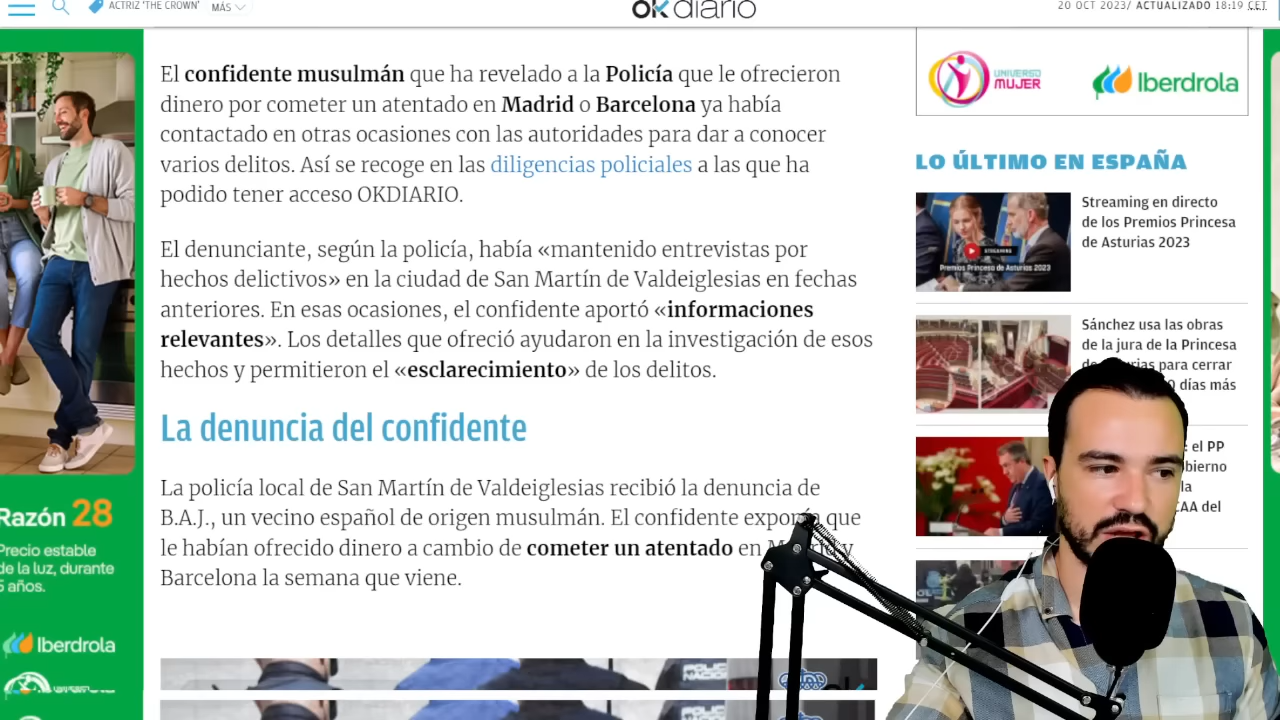 ACTRIZ 'THE CROWN'
MÁS
okdiario
20 OCT 2023/ ACTUALIZADO 18:19 CET
El confidente musulmán que ha revelado a la Policía que le ofrecieron
dinero por cometer un atentado en Madrid o Barcelona ya había
contactado en otras ocasiones con las autoridades para dar a conocer
varios delitos. Así se recoge en las diligencias policiales a las que ha
podido tener acceso OKDIARIO.
El denunciante, según la policía, había «mantenido entrevistas por
hechos delictivos» en la ciudad de San Martín de Valdeiglesias en fechas
anteriores. En esas ocasiones, el confidente aportó «informaciones
relevantes». Los detalles que ofreció ayudaron en la investigación de esos
hechos y permitieron el «esclarecimiento» de los delitos.
La denuncia del confidente
La policía local de San Martín de Valdeiglesias recibió la denuncia de
B.A.J., un vecino español de origen musulmán. El confidente exponía que
le habían ofrecido dinero a cambio de cometer un atentado en Madrid y
Barcelona la semana que viene.
UNIVERSO
MUJER
Iberdrola
LO ÚLTIMO EN ESPAÑA
STREAMING
Premios Princesa de Asturias 2023
Streaming en directo
de los Premios Princesa
de Asturias 2023
Sánchez usa las obras
de la jura de la Princesa
para cerrar
días más
el PP
la
del
Razón 28
Precio estable
de la luz, durante
5 años.
Iberdrola